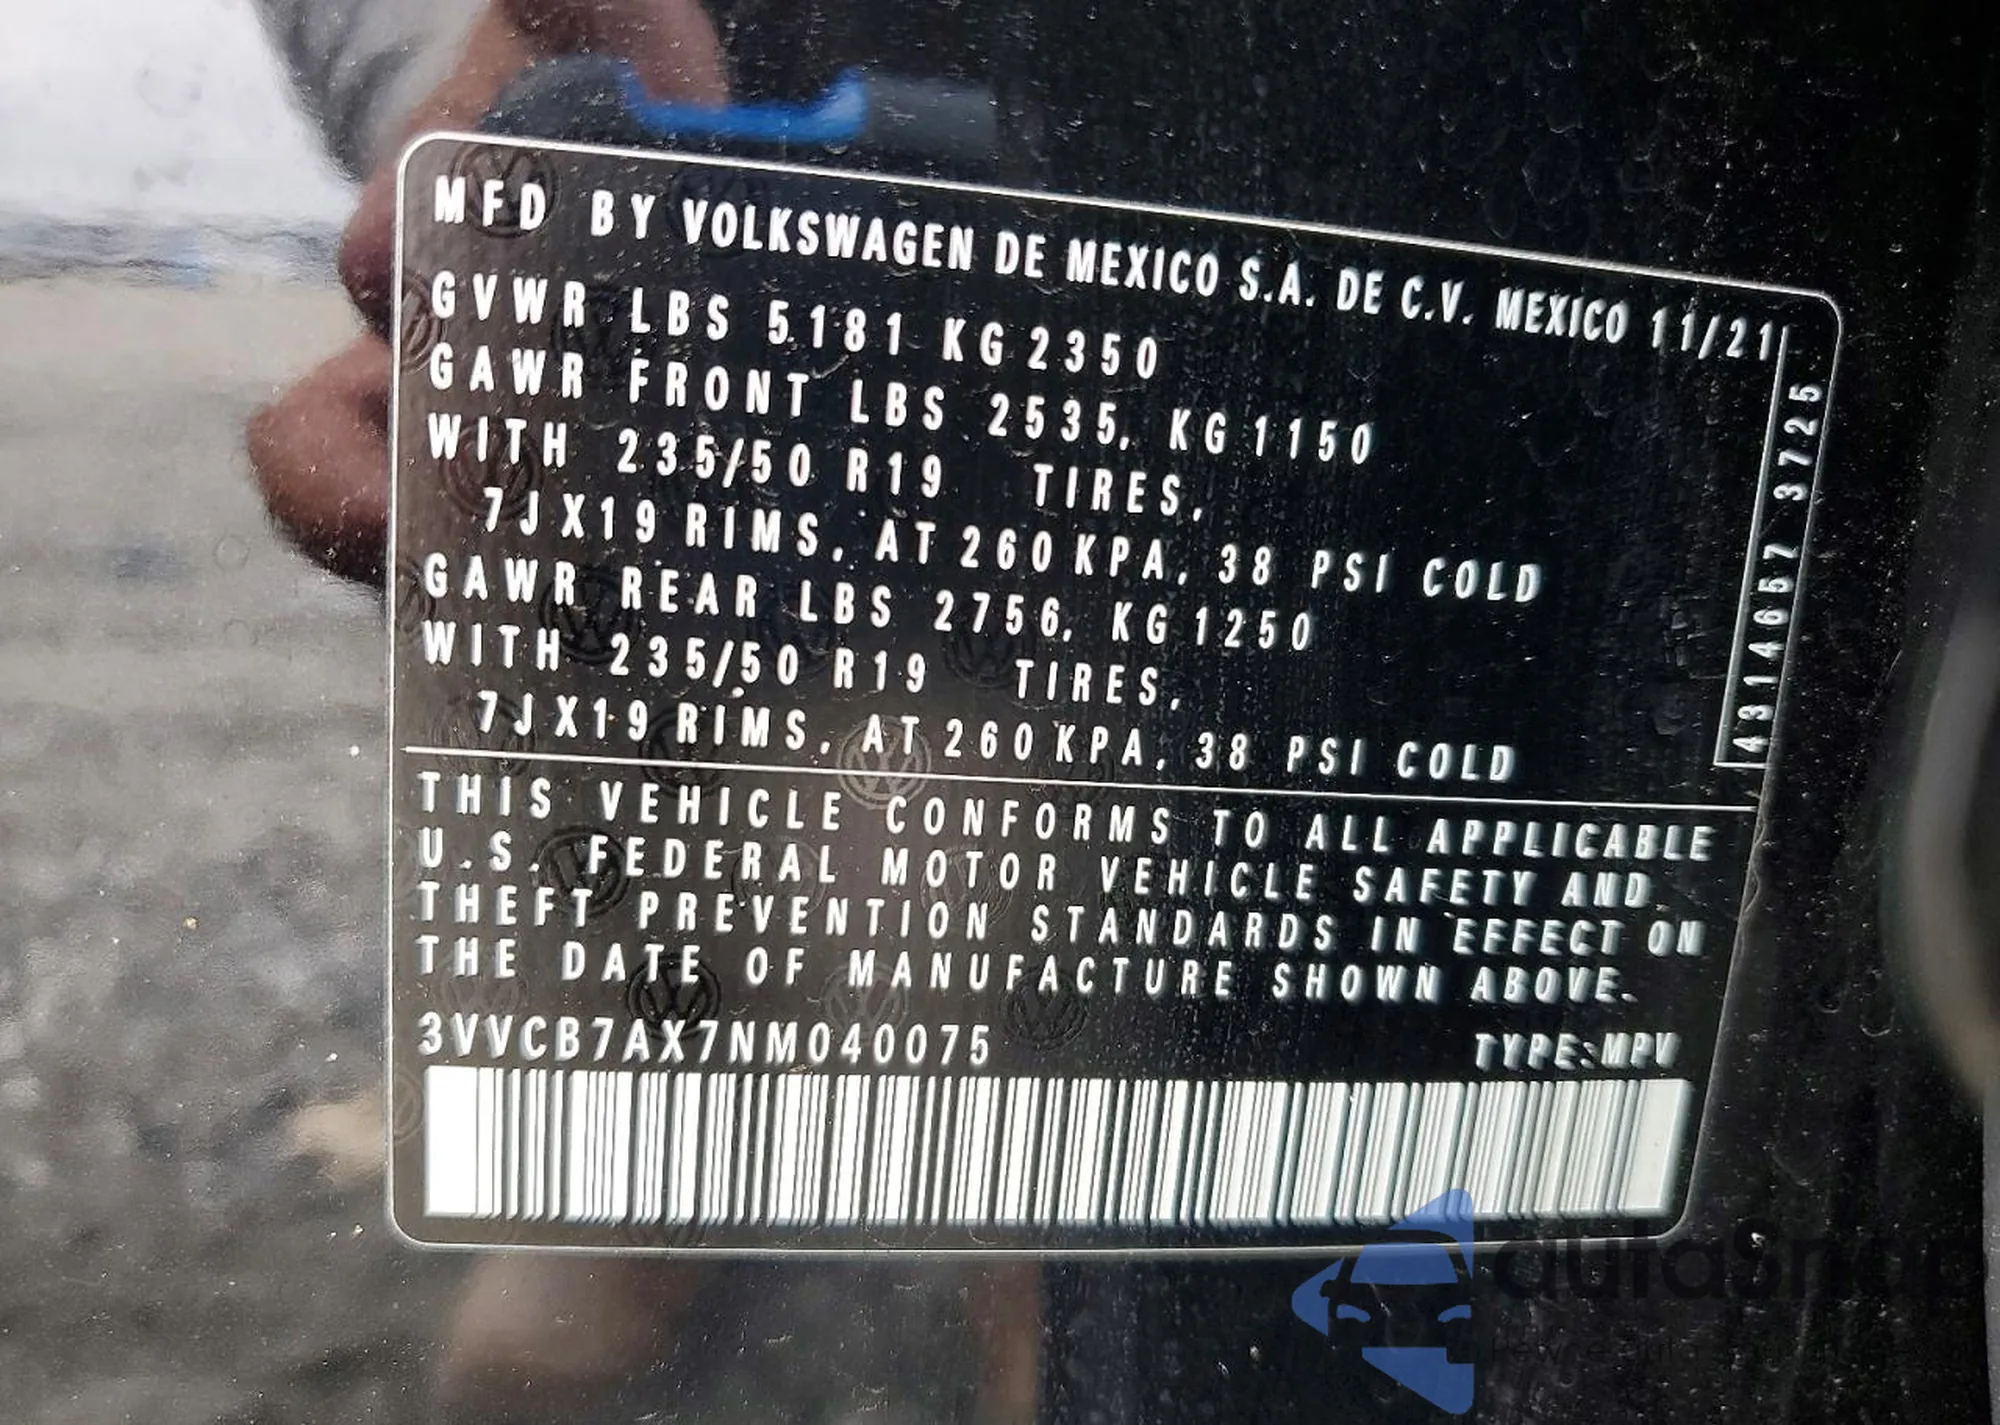 MFD BY VOLKSWAGEN DE MEXICO S.A. DE C.V. MEXICO 11/21
GVWR LBS 5181 KG 2350
GAWR FRONT LBS 2535, KG 1150
WITH 235/50 R19 TIRES,
7JX19 RIMS, AT 260 KPA, 38 PSI COLD
GAWR REAR LBS 2756, KG 1250
WITH 235/50 R19 TIRES,
7JX19 RIMS, AT 260 KPA, 38 PSI COLD
4314657 3725
THIS VEHICLE CONFORMS TO ALL APPLICABLE
U.S. FEDERAL MOTOR VEHICLE SAFETY AND
THEFT PREVENTION STANDARDS IN EFFECT ON
THE DATE OF MANUFACTURE SHOWN ABOVE.
3VVCB7AX7NM040075 TYPE:MPV